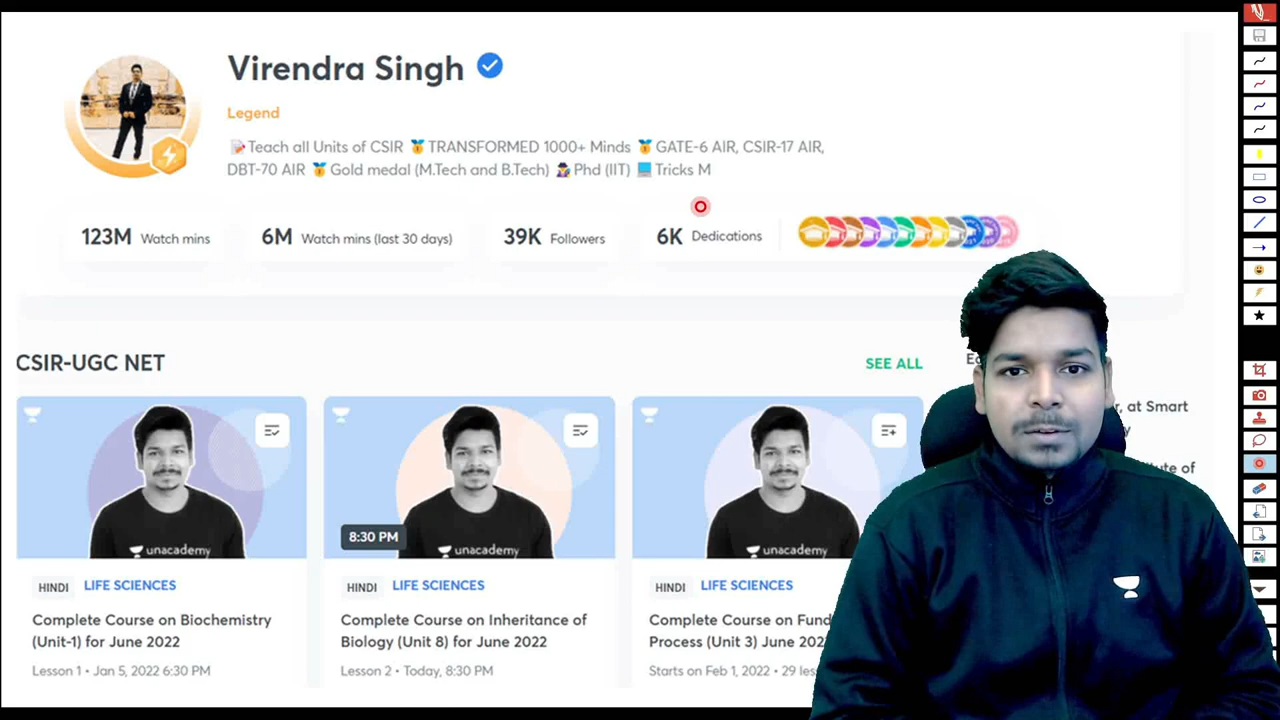 Virendra Singh
Legend
📝Teach all Units of CSIR 🥇TRANSFORMED 1000+ Minds 🥇GATE-6 AIR, CSIR-17 AIR,
DBT-70 AIR 🥇Gold medal (M.Tech and B.Tech) 👨‍🎓Phd (IIT) 💻Tricks M
123M Watch mins
6M Watch mins (last 30 days)
39K Followers
6K Dedications
CSIR-UGC NET
SEE ALL
at Smart
of
unacademy
unacademy
8:30 PM
unacademy
HINDI LIFE SCIENCES
Complete Course on Biochemistry
(Unit-1) for June 2022
Lesson 1 • Jan 5, 2022 6:30 PM
HINDI LIFE SCIENCES
Complete Course on Inheritance of
Biology (Unit 8) for June 2022
Lesson 2 • Today, 8:30 PM
HINDI LIFE SCIENCES
Complete Course on Fund
Process (Unit 3) June 202
Starts on Feb 1, 2022 • 29 les